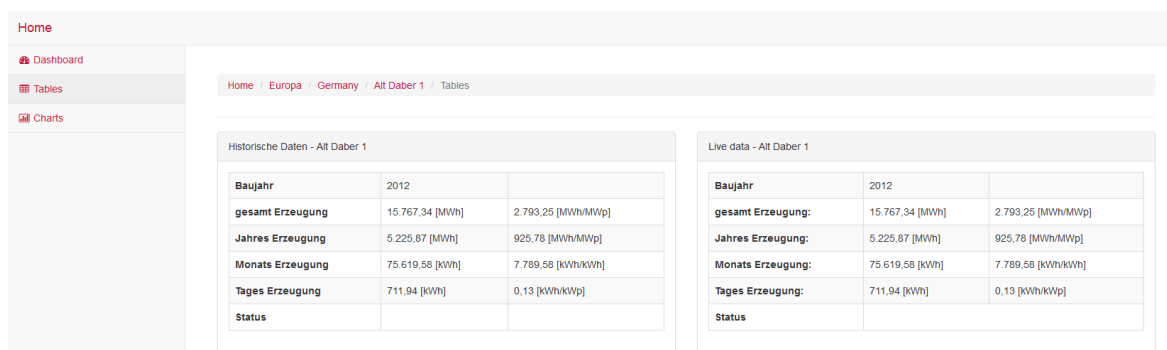 Home
Dashboard
Tables
Charts
Home / Europa / Germany / Alt Daber 1 / Tables
Historische Daten - Alt Daber 1
Baujahr 2012
gesamt Erzeugung 15.767,34 [MWh] 2.793,25 [MWh/MWp]
Jahres Erzeugung 5.225,87 [MWh] 925,78 [MWh/MWp]
Monats Erzeugung 75.619,58 [kWh] 7.789,58 [kWh/kWh]
Tages Erzeugung 711,94 [kWh] 0,13 [kWh/kWp]
Status
Live data - Alt Daber 1
Baujahr 2012
gesamt Erzeugung: 15.767,34 [MWh] 2.793,25 [MWh/MWp]
Jahres Erzeugung: 5.225,87 [MWh] 925,78 [MWh/MWp]
Monats Erzeugung: 75.619,58 [kWh] 7.789,58 [kWh/kWh]
Tages Erzeugung: 711,94 [kWh] 0,13 [kWh/kWp]
Status